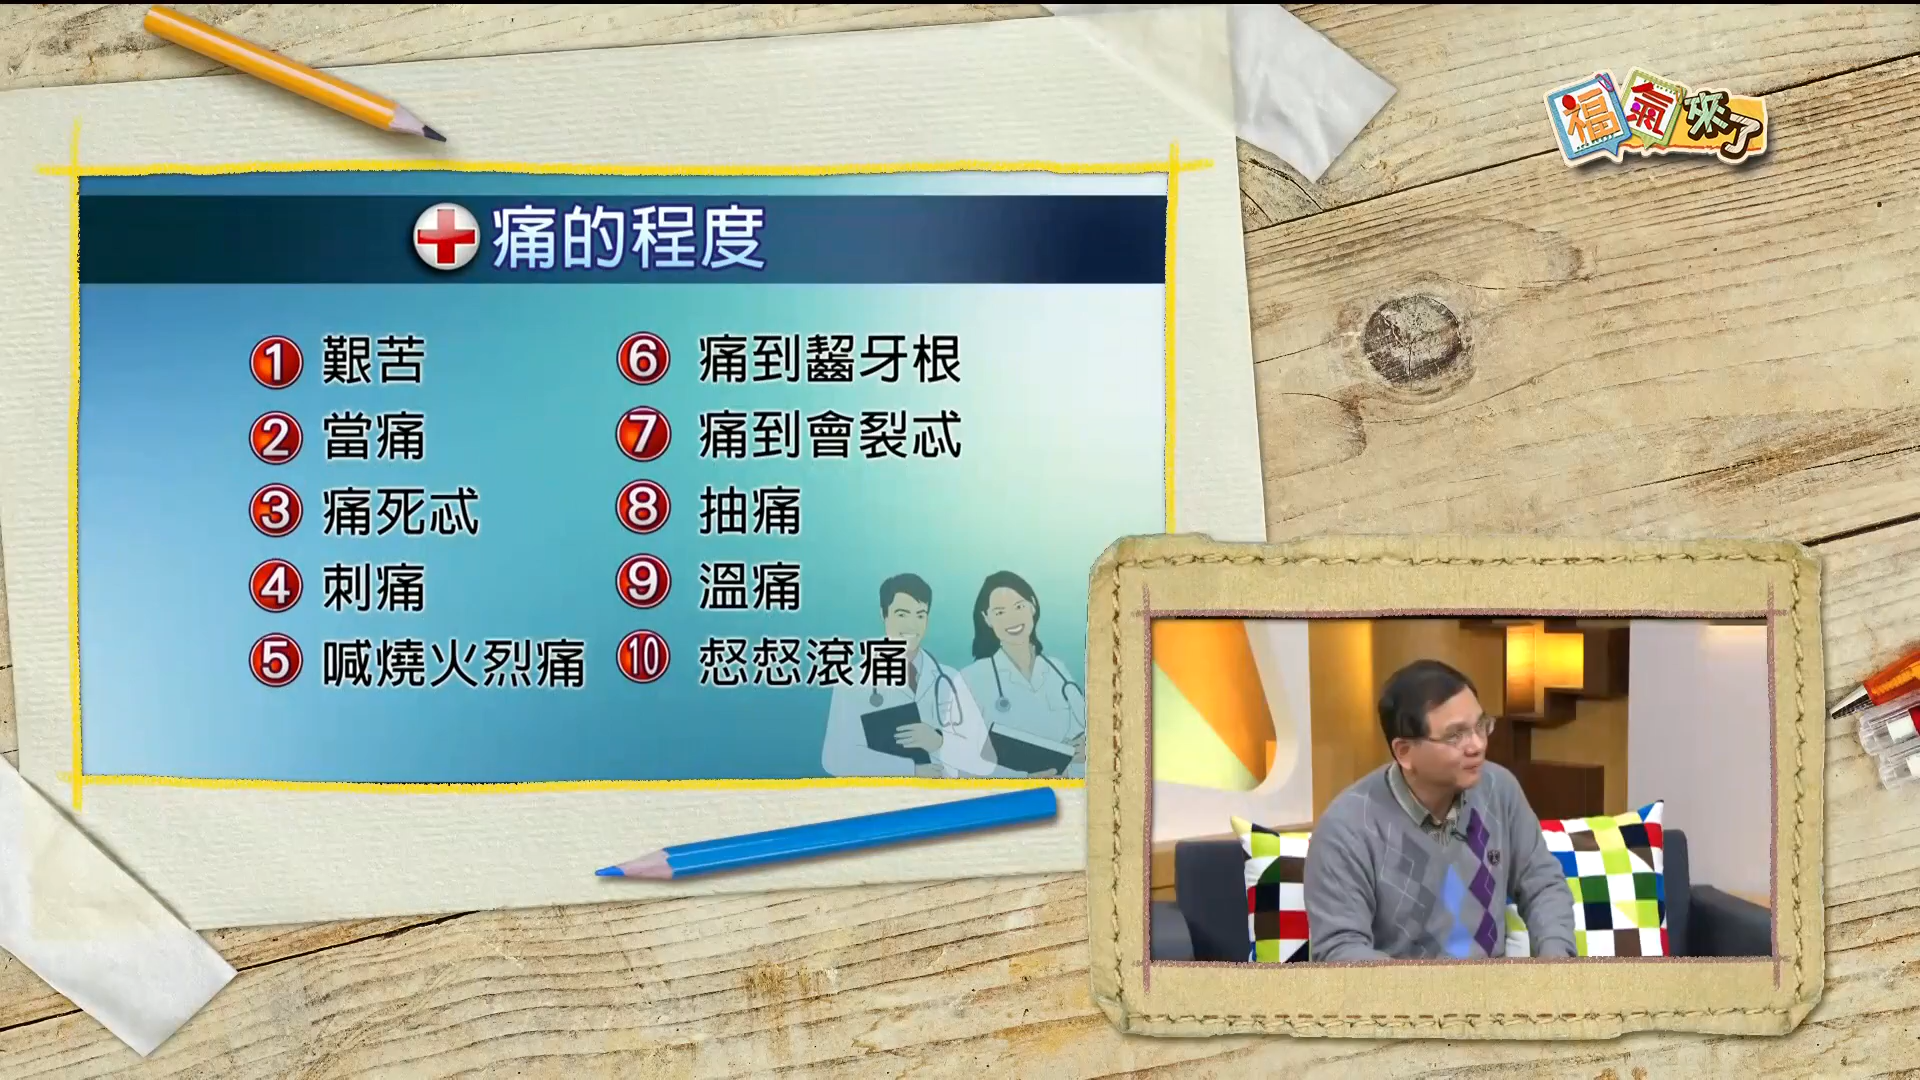 福氣來了
痛的程度
1 艱苦
2 當痛
3 痛死忒
4 刺痛
5 喊燒火烈痛
6 痛到齧牙根
7 痛到會裂忒
8 抽痛
9 溫痛
10 惄惄滾痛